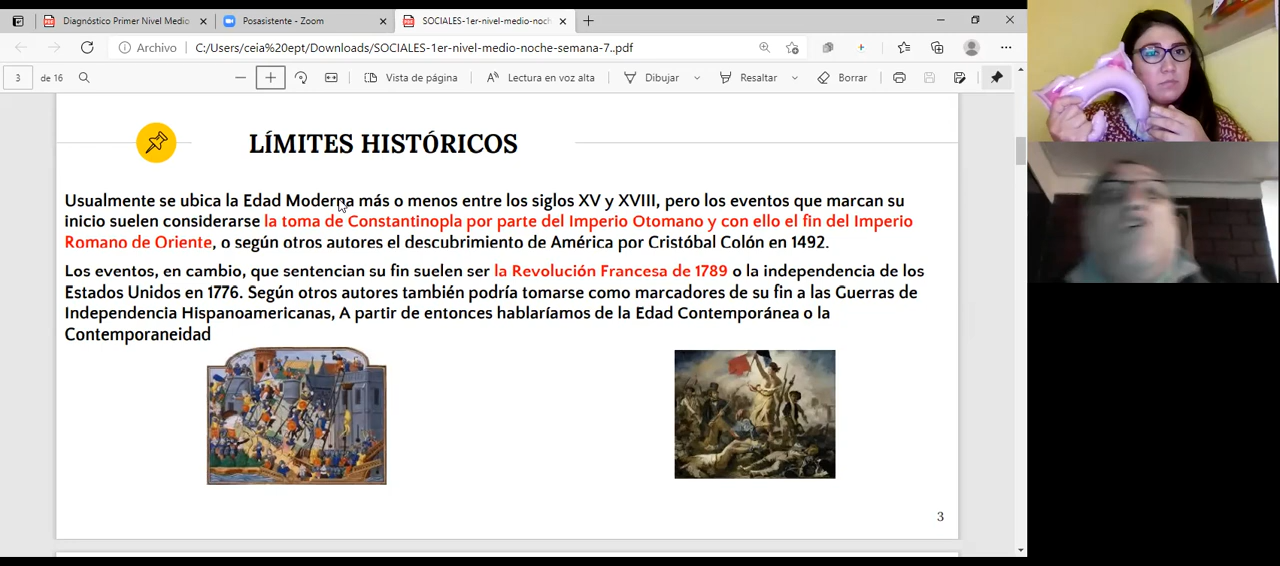 Diagnóstico Primer Nivel Medio
Posasistente - Zoom
SOCIALES-1er-nivel-medio-noch
Archivo
C:/Users/ceia%20ept/Downloads/SOCIALES-1er-nivel-medio-noche-semana-7..pdf
3
de 16
Vista de página
Lectura en voz alta
Dibujar
Resaltar
Borrar
LÍMITES HISTÓRICOS
Usualmente se ubica la Edad Moderna más o menos entre los siglos XV y XVIII, pero los eventos que marcan su
inicio suelen considerarse la toma de Constantinopla por parte del Imperio Otomano y con ello el fin del Imperio
Romano de Oriente, o según otros autores el descubrimiento de América por Cristóbal Colón en 1492.
Los eventos, en cambio, que sentencian su fin suelen ser la Revolución Francesa de 1789 o la independencia de los
Estados Unidos en 1776. Según otros autores también podría tomarse como marcadores de su fin a las Guerras de
Independencia Hispanoamericanas, A partir de entonces hablaríamos de la Edad Contemporánea o la
Contemporaneidad
3